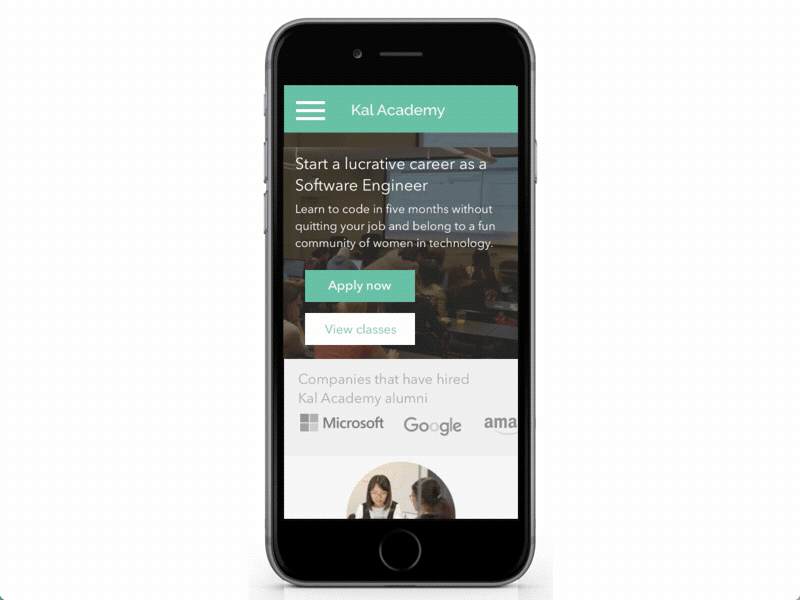 Kal Academy
Start a lucrative career as a
Software Engineer
Learn to code in five months without
quitting your job and belong to a fun
community of women in technology.
Apply now
View classes
Companies that have hired
Kal Academy alumni
Microsoft Google ama